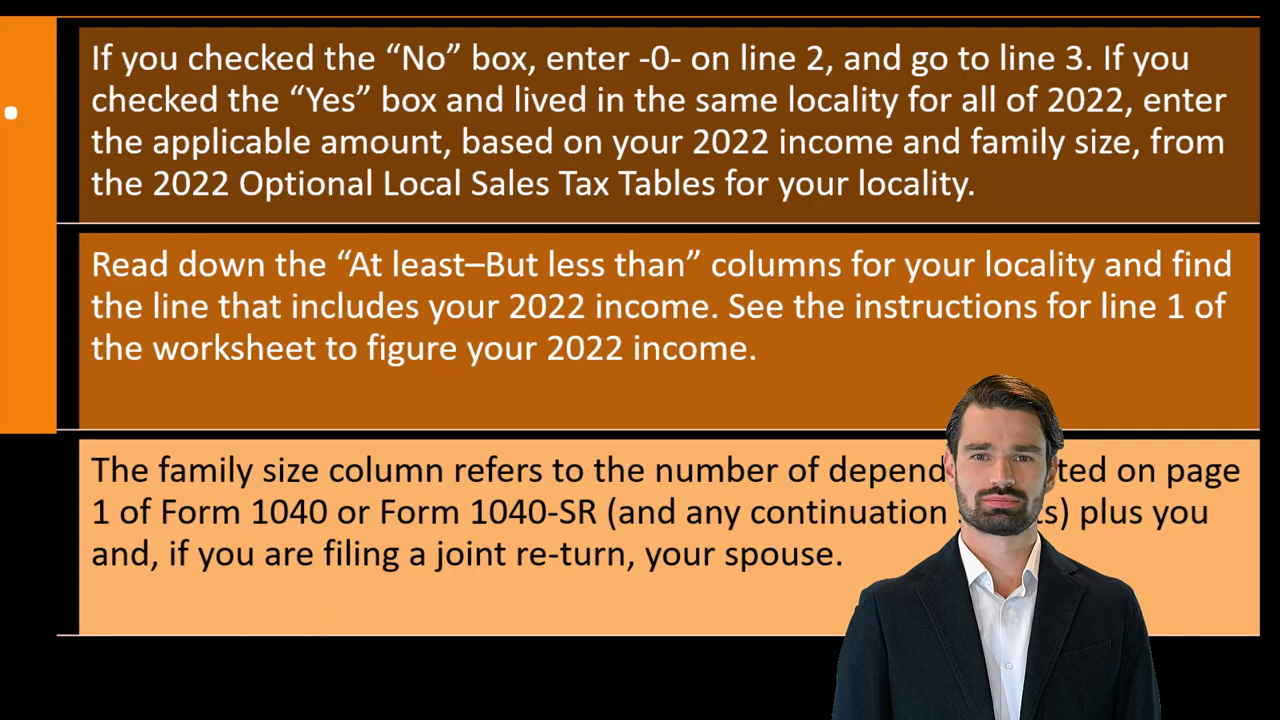 If you checked the “No” box, enter -0- on line 2, and go to line 3. If you
checked the “Yes” box and lived in the same locality for all of 2022, enter
the applicable amount, based on your 2022 income and family size, from
the 2022 Optional Local Sales Tax Tables for your locality.
Read down the “At least–But less than” columns for your locality and find
the line that includes your 2022 income. See the instructions for line 1 of
the worksheet to figure your 2022 income.
The family size column refers to the number of on page
1 of Form 1040 or Form 1040-SR (and any continuation plus you
and, if you are filing a joint re-turn, your spouse.